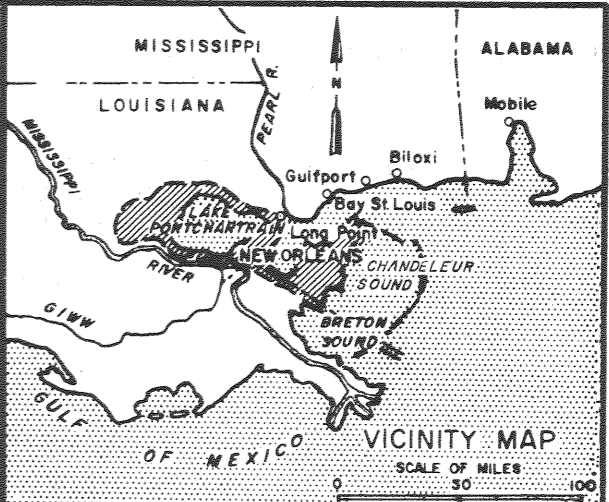 MISSISSIPPI
ALABAMA
N
LOUISIANA
PEARL R.
Mobile
MISSISSIPPI
Biloxi
Gulfport
Bay St. Louis
LAKE
PONTCHARTRAIN
Long Point
NEW ORLEANS
RIVER
CHANDELEUR
SOUND
GIWW
BRETON
SOUND
GULF
OF MEXICO
VICINITY MAP
SCALE OF MILES
0 50 100